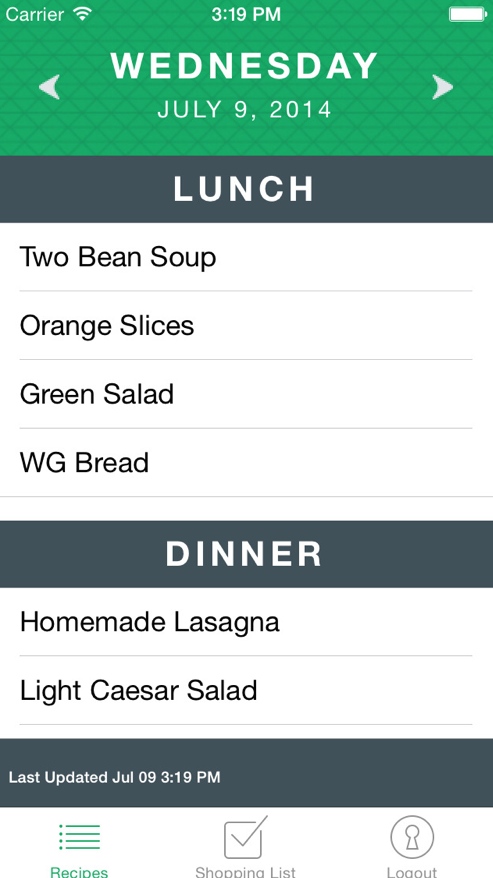 Carrier 3:19 PM
WEDNESDAY
JULY 9, 2014
LUNCH
Two Bean Soup
Orange Slices
Green Salad
WG Bread
DINNER
Homemade Lasagna
Light Caesar Salad
Last Updated Jul 09 3:19 PM
Recipes Shopping List Logout